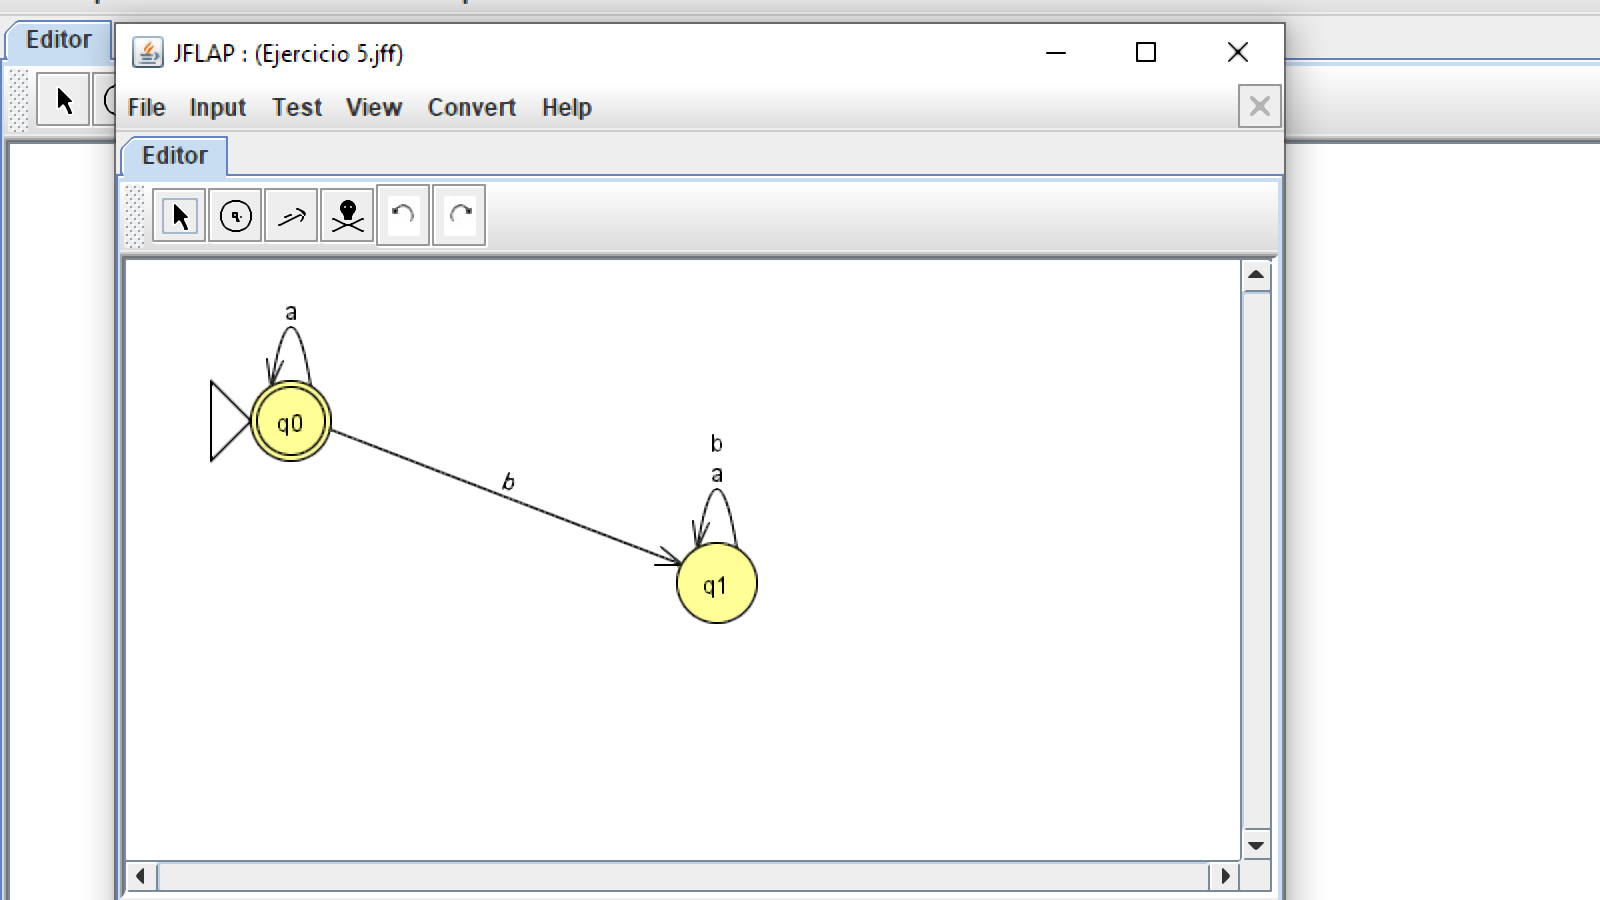 Editor
JFLAP : (Ejercicio 5.jff)
File Input Test View Convert Help
Editor
q
a
q0
b
b
a
q1